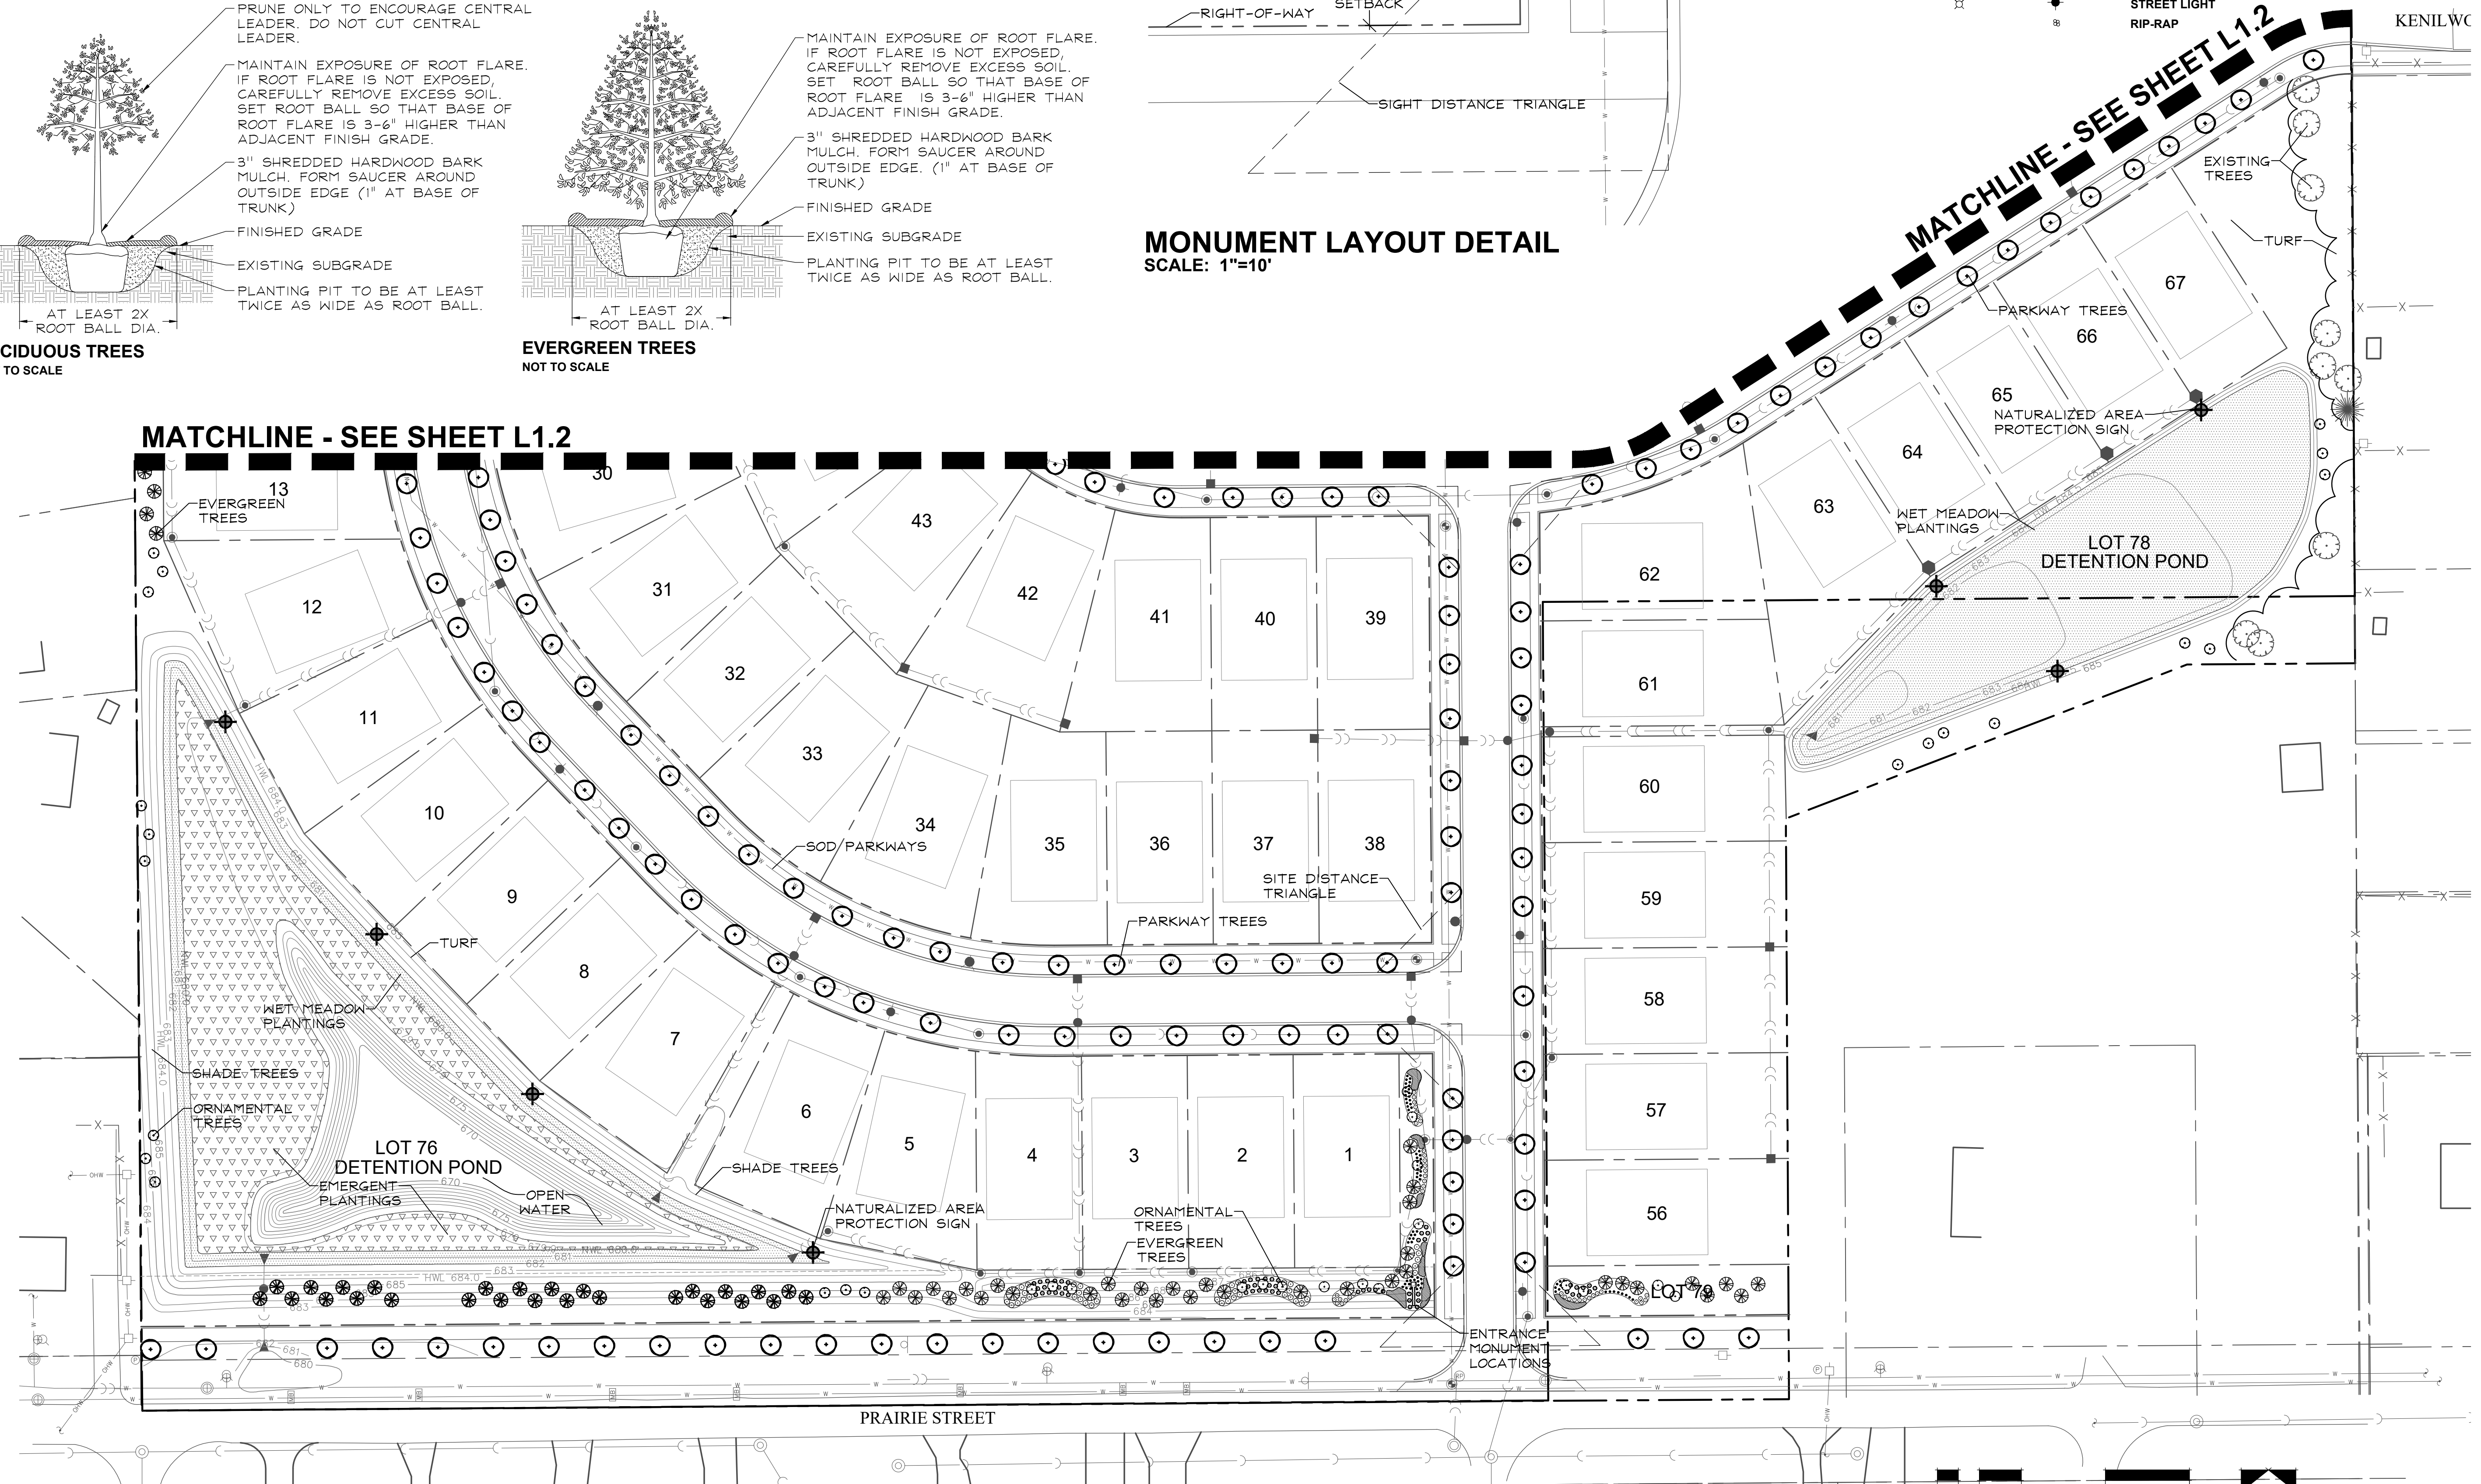 PRUNE ONLY TO ENCOURAGE CENTRAL
LEADER. DO NOT CUT CENTRAL
LEADER.
MAINTAIN EXPOSURE OF ROOT FLARE.
IF ROOT FLARE IS NOT EXPOSED,
CAREFULLY REMOVE EXCESS SOIL.
SET ROOT BALL SO THAT BASE OF
ROOT FLARE IS 3-6" HIGHER THAN
ADJACENT FINISH GRADE.
3" SHREDDED HARDWOOD BARK
MULCH. FORM SAUCER AROUND
OUTSIDE EDGE (1" AT BASE OF
TRUNK)
FINISHED GRADE
EXISTING SUBGRADE
PLANTING PIT TO BE AT LEAST
TWICE AS WIDE AS ROOT BALL.
AT LEAST 2X
ROOT BALL DIA.
CIDUOUS TREES
TO SCALE
MAINTAIN EXPOSURE OF ROOT FLARE.
IF ROOT FLARE IS NOT EXPOSED,
CAREFULLY REMOVE EXCESS SOIL.
SET ROOT BALL SO THAT BASE OF
ROOT FLARE IS 3-6" HIGHER THAN
ADJACENT FINISH GRADE.
3" SHREDDED HARDWOOD BARK
MULCH. FORM SAUCER AROUND
OUTSIDE EDGE. (1" AT BASE OF
TRUNK)
FINISHED GRADE
EXISTING SUBGRADE
PLANTING PIT TO BE AT LEAST
TWICE AS WIDE AS ROOT BALL.
AT LEAST 2X
ROOT BALL DIA.
EVERGREEN TREES
NOT TO SCALE
RIGHT-OF-WAY
SETBACK
SIGHT DISTANCE TRIANGLE
MONUMENT LAYOUT DETAIL
SCALE: 1"=10'
STREET LIGHT
RIP-RAP
KENILWO
MATCHLINE - SEE SHEET L1.2
EXISTING
TREES
TURF
67
PARKWAY TREES
66
65
NATURALIZED AREA
PROTECTION SIGN
64
63
WET MEADOW
PLANTINGS
LOT 78
DETENTION POND
MATCHLINE - SEE SHEET L1.2
13
30
EVERGREEN
TREES
43
12
31
42
41
40
39
62
11
32
61
33
10
60
34
35
36
37
38
SOD PARKWAYS
SITE DISTANCE
TRIANGLE
9
59
PARKWAY TREES
TURF
8
58
WET MEADOW
PLANTINGS
7
SHADE TREES
ORNAMENTAL
TREES
6
57
5
4
3
2
1
LOT 76
DETENTION POND
SHADE TREES
EMERGENT
PLANTINGS
OPEN
WATER
NATURALIZED AREA
PROTECTION SIGN
ORNAMENTAL
TREES
EVERGREEN
TREES
56
LOT 79
HWL 684.0
ENTRANCE
MONUMENT
LOCATIONS
PRAIRIE STREET